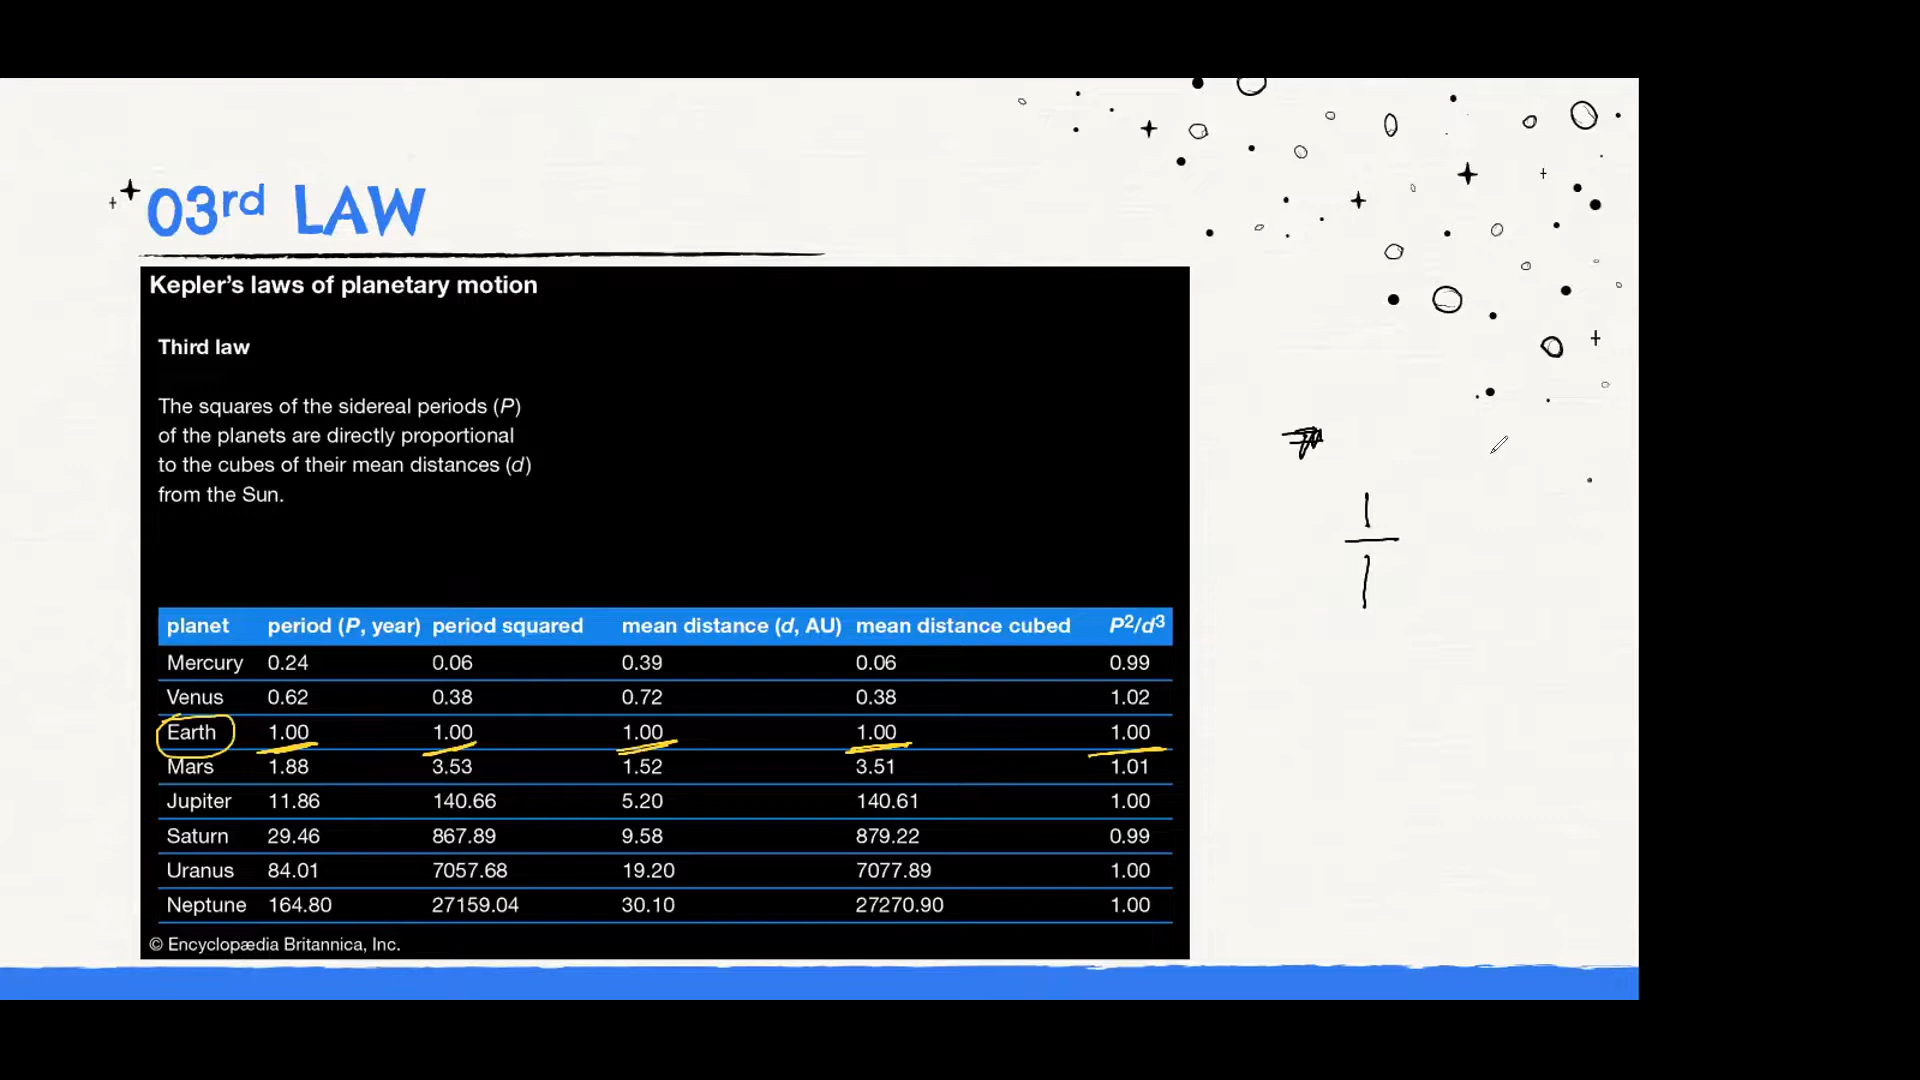 03rd LAW
Kepler's laws of planetary motion
Third law
The squares of the sidereal periods (P)
of the planets are directly proportional
to the cubes of their mean distances (d)
from the Sun.
planet period (P, year) period squared mean distance (d, AU) mean distance cubed P²/d³
Mercury 0.24 0.06 0.39 0.06 0.99
Venus 0.62 0.38 0.72 0.38 1.02
Earth 1.00 1.00 1.00 1.00 1.00
Mars 1.88 3.53 1.52 3.51 1.01
Jupiter 11.86 140.66 5.20 140.61 1.00
Saturn 29.46 867.89 9.58 879.22 0.99
Uranus 84.01 7057.68 19.20 7077.89 1.00
Neptune 164.80 27159.04 30.10 27270.90 1.00
© Encyclopædia Britannica, Inc.
1
1